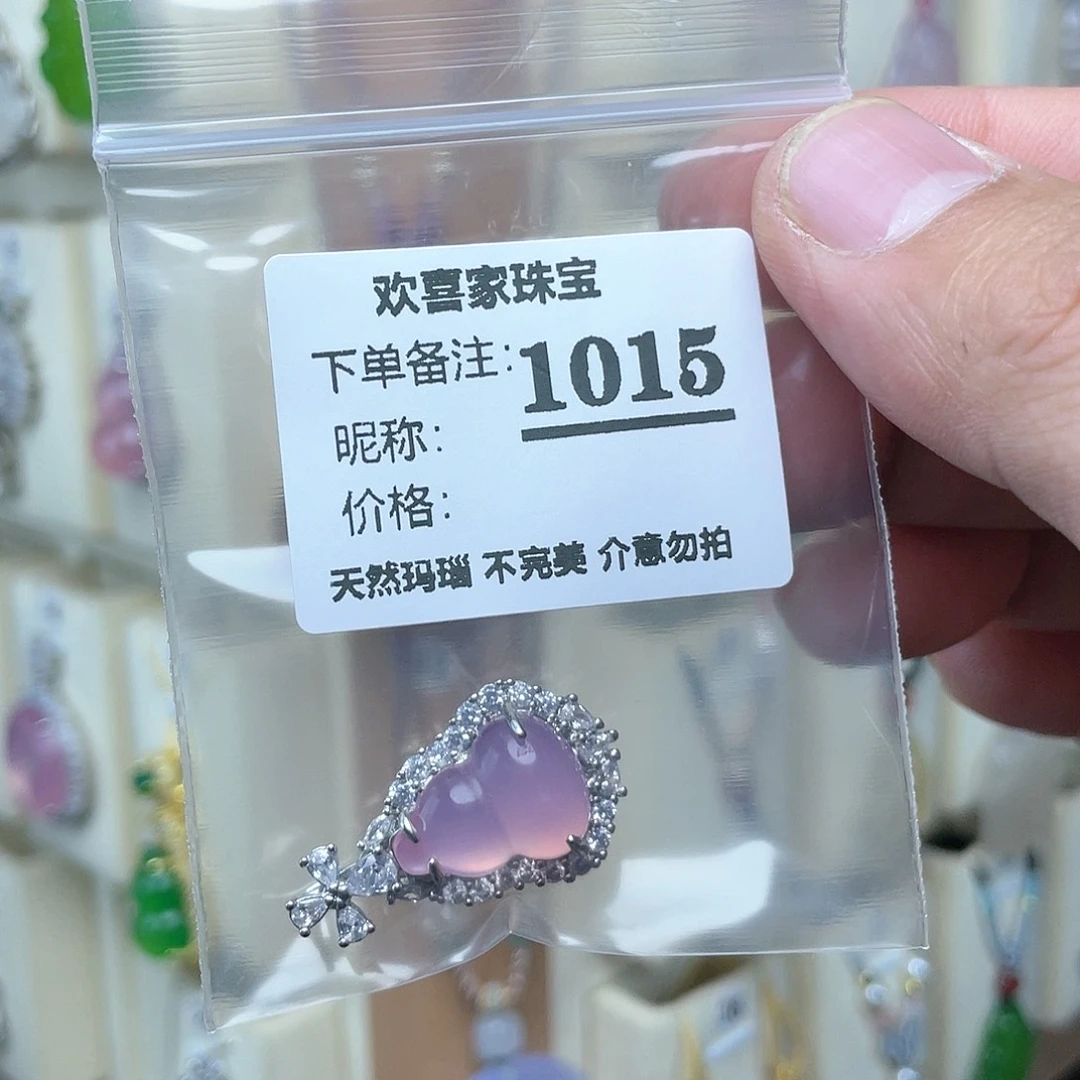 欢喜家珠宝
下单备注:1015
昵称:
价格:
天然玛瑙 不完美 介意勿拍